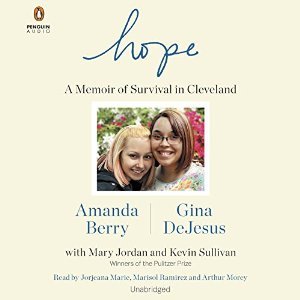 PENGUIN
AUDIO
hope
A Memoir of Survival in Cleveland
Amanda Berry
Gina DeJesus
with Mary Jordan and Kevin Sullivan
Winners of the Pulitzer Prize
Read by Jorjeana Marie, Marisol Ramirez and Arthur Morey
Unabridged